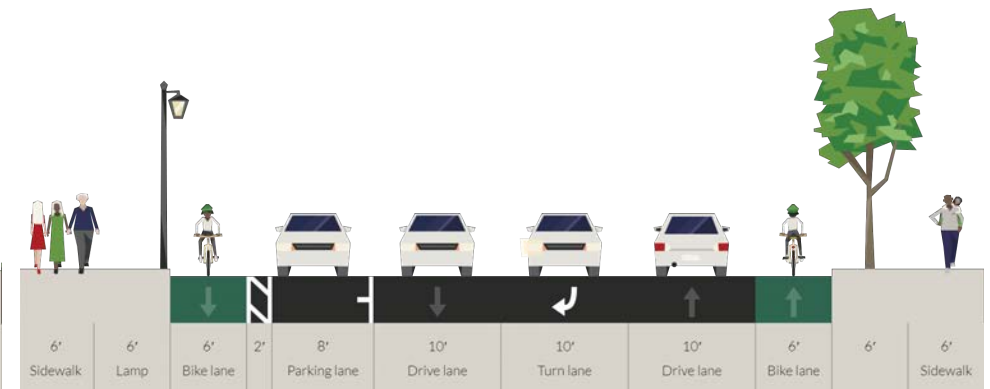 6' 6' 6' 2' 8' 10' 10' 10' 6' 6' 6'
Sidewalk Lamp Bike lane Parking lane Drive lane Turn lane Drive lane Bike lane Sidewalk